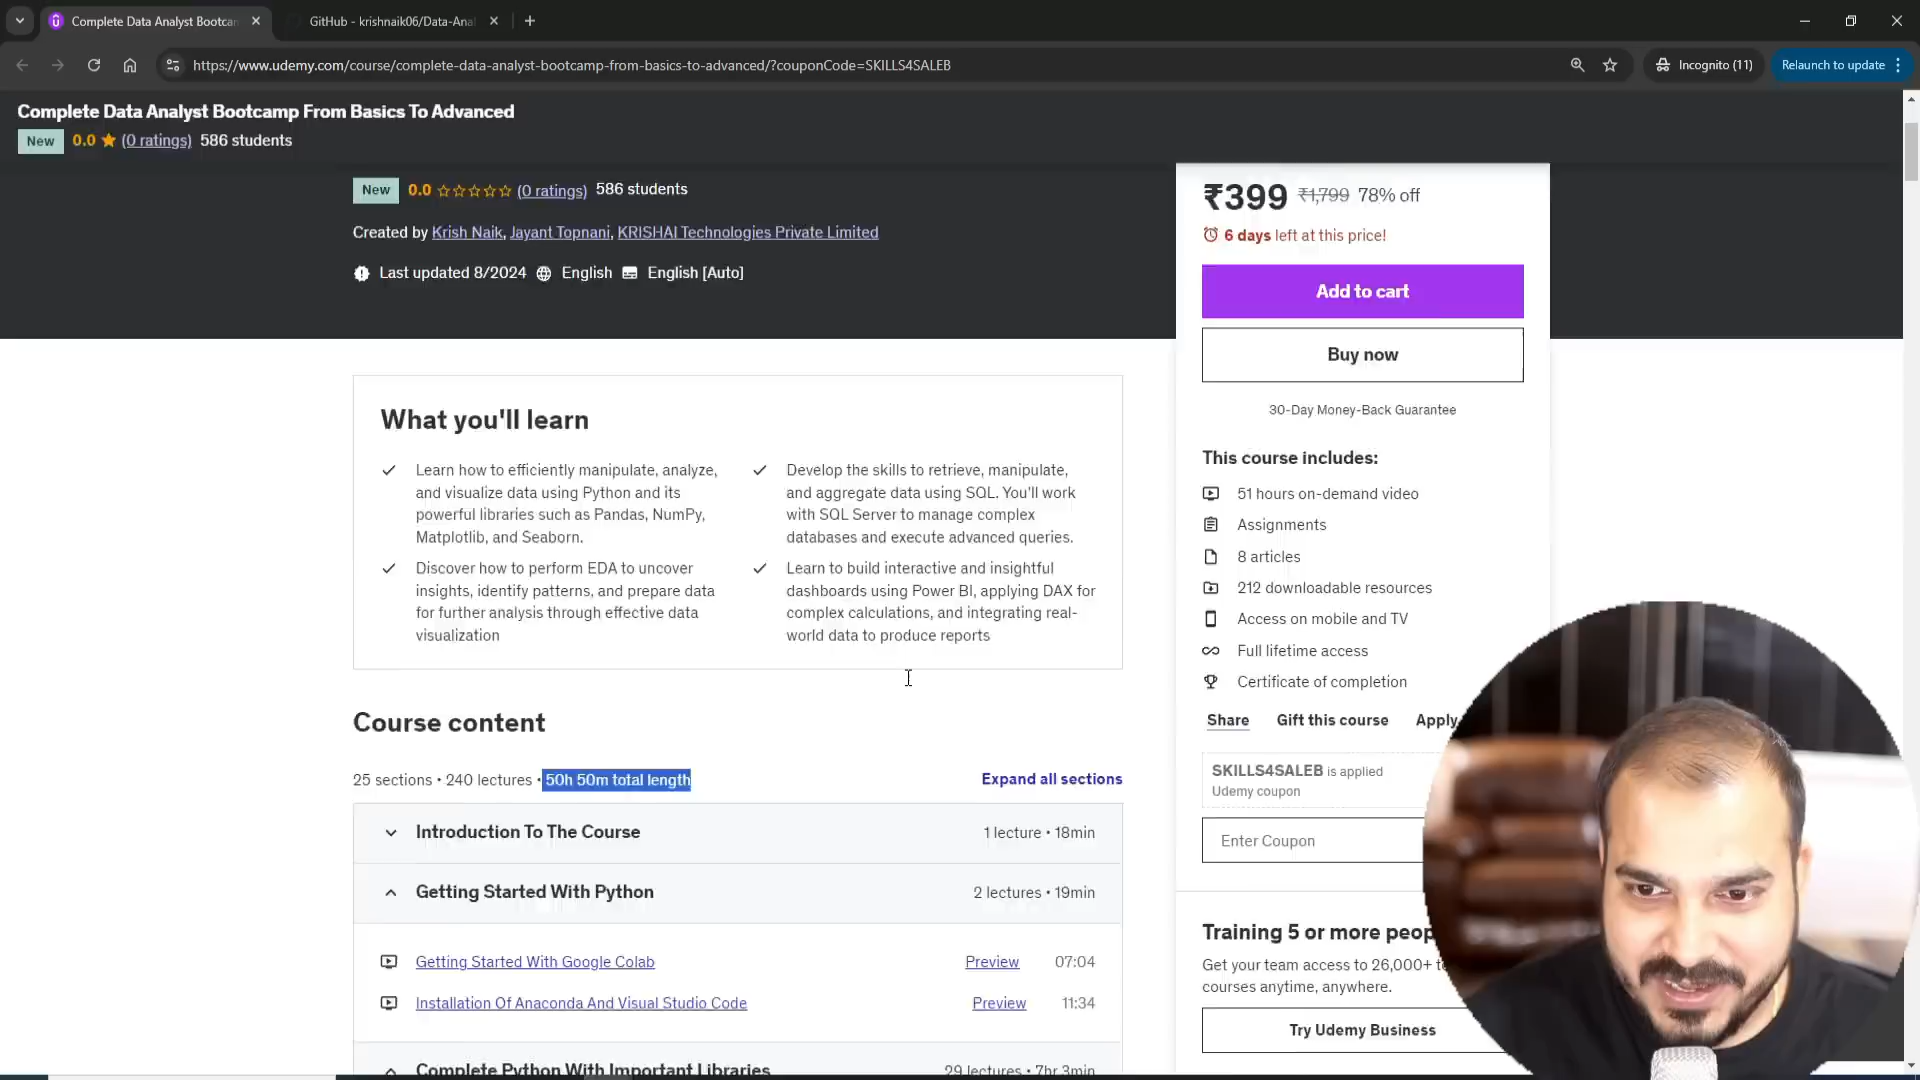 Complete Data Analyst Bootca
GitHub - krishnaik06/Data-Ana
https://www.udemy.com/course/complete-data-analyst-bootcamp-from-basics-to-advanced/?couponCode=SKILLS4SALEB
Incognito (11)
Relaunch to update
Complete Data Analyst Bootcamp From Basics To Advanced
New 0.0 (0 ratings) 586 students
New 0.0 (0 ratings) 586 students
Created by Krish Naik, Jayant Topnani, KRISHAI Technologies Private Limited
Last updated 8/2024 English English [Auto]
₹399 ₹1,799 78% off
6 days left at this price!
Add to cart
Buy now
30-Day Money-Back Guarantee
This course includes:
51 hours on-demand video
Assignments
8 articles
212 downloadable resources
Access on mobile and TV
Full lifetime access
Certificate of completion
Share Gift this course Apply
SKILLS4SALEB is applied
Udemy coupon
Enter Coupon
Training 5 or more peop
Get your team access to 26,000+ t
courses anytime, anywhere.
Try Udemy Business
What you'll learn
Learn how to efficiently manipulate, analyze,
and visualize data using Python and its
powerful libraries such as Pandas, NumPy,
Matplotlib, and Seaborn.
Develop the skills to retrieve, manipulate,
and aggregate data using SQL. You'll work
with SQL Server to manage complex
databases and execute advanced queries.
Discover how to perform EDA to uncover
insights, identify patterns, and prepare data
for further analysis through effective data
visualization
Learn to build interactive and insightful
dashboards using Power BI, applying DAX for
complex calculations, and integrating real-
world data to produce reports
Course content
25 sections • 240 lectures • 50h 50m total length
Expand all sections
Introduction To The Course 1 lecture • 18min
Getting Started With Python 2 lectures • 19min
Getting Started With Google Colab Preview 07:04
Installation Of Anaconda And Visual Studio Code Preview 11:34
Complete Python With Important Libraries 29 lectures • 7hr 3min